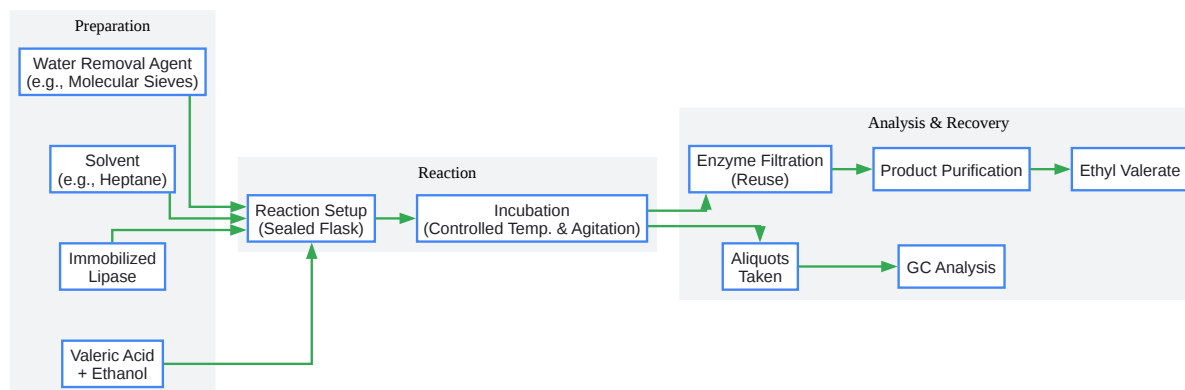 Preparation
Water Removal Agent
(e.g., Molecular Sieves)
Solvent
(e.g., Heptane)
Immobilized
Lipase
Valeric Acid
+ Ethanol
Reaction
Reaction Setup
(Sealed Flask)
Incubation
(Controlled Temp. & Agitation)
Analysis & Recovery
Enzyme Filtration
(Reuse)
Product Purification
Ethyl Valerate
Aliquots
Taken
GC Analysis